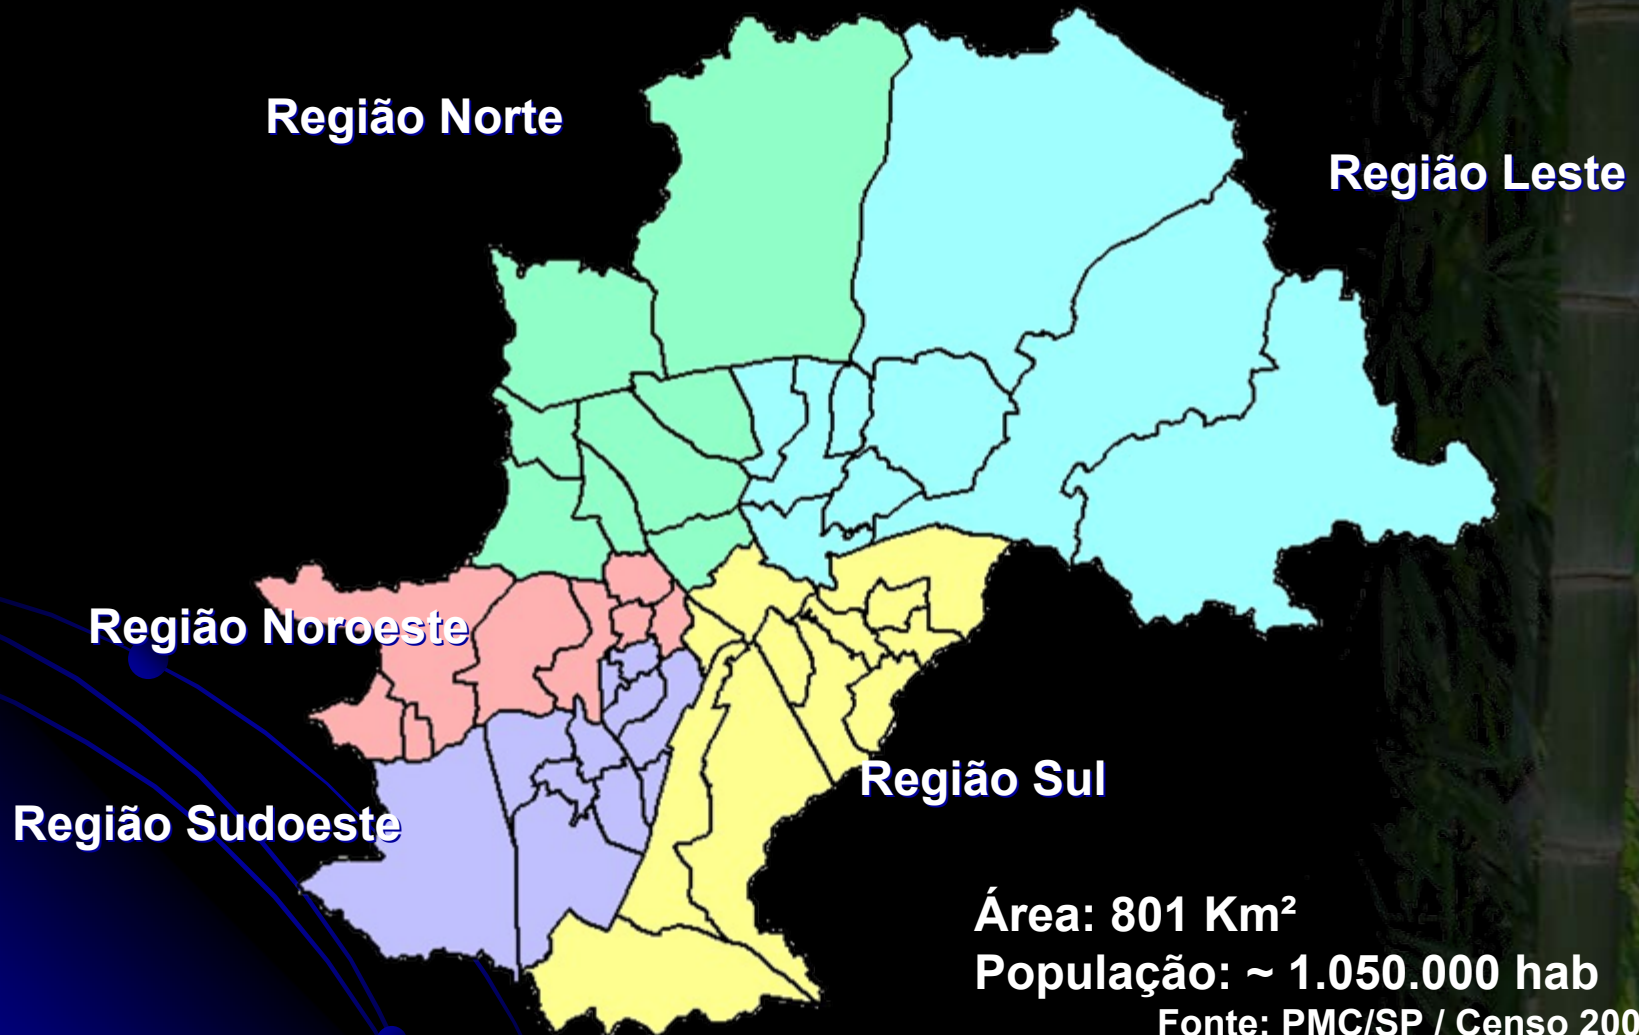 Região Norte
Região Leste
Região Noroeste
Região Sul
Região Sudoeste
Área: 801 Km²
População: ~ 1.050.000 hab
Fonte: PMC/SP / Censo 200